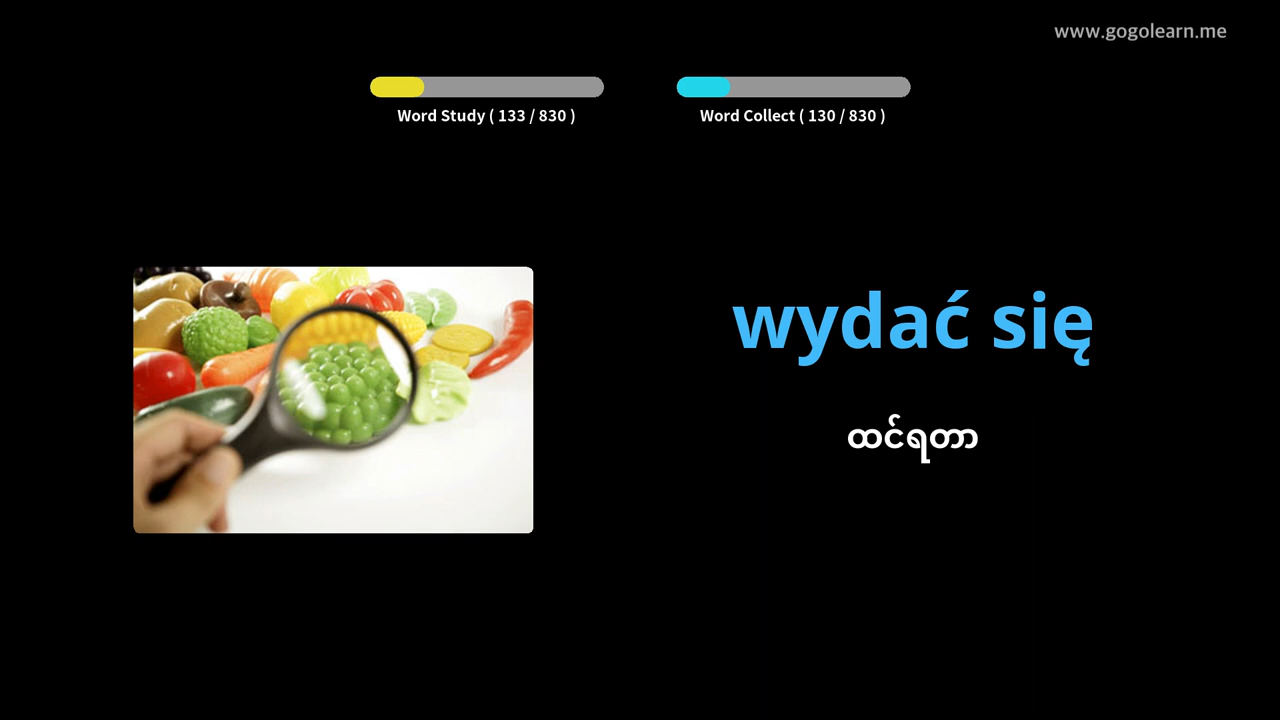 www.gogolearn.me
Word Study ( 133 / 830 )
Word Collect ( 130 / 830 )
wydać się
ထင်ရတာ